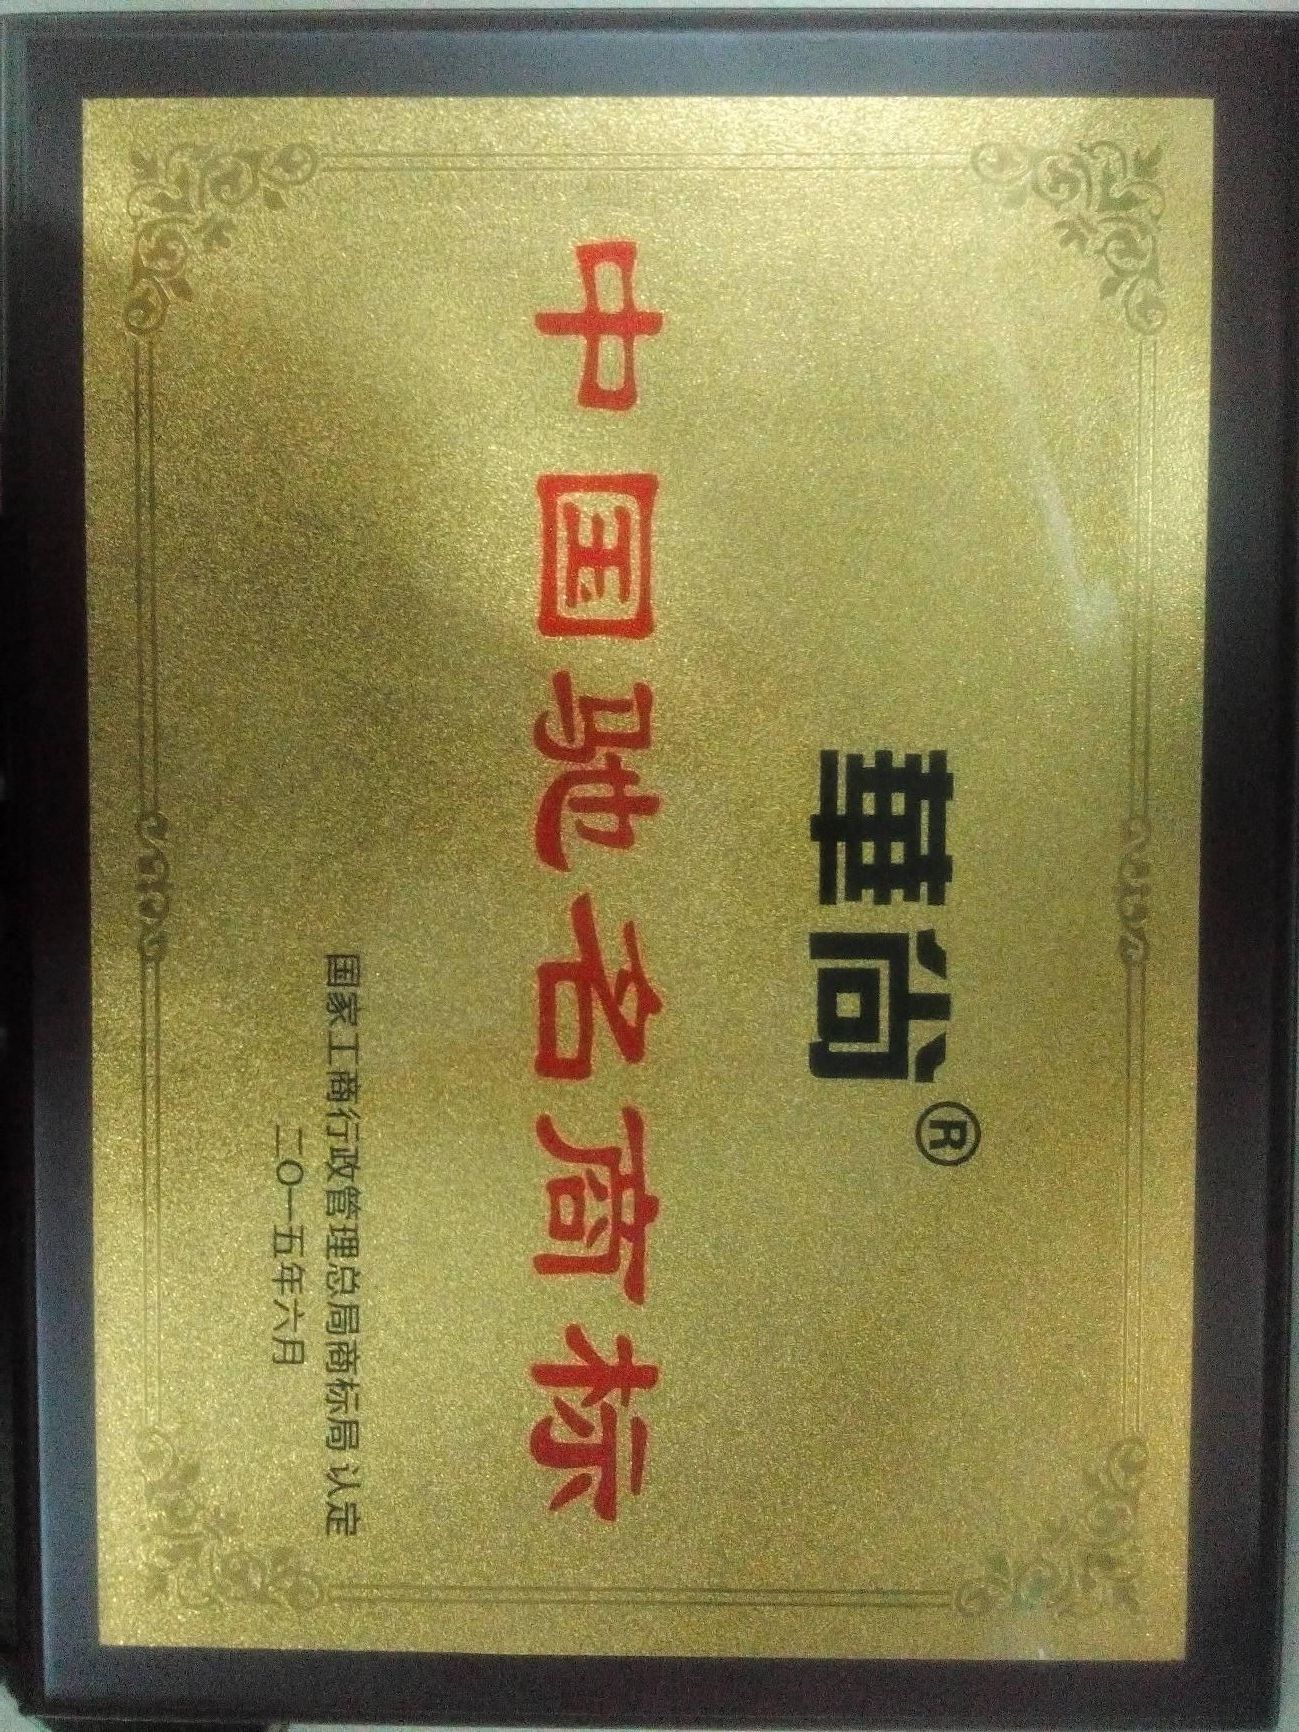 華尚®
中国驰名商标
国家工商行政管理总局商标局 认定
二〇一五年六月